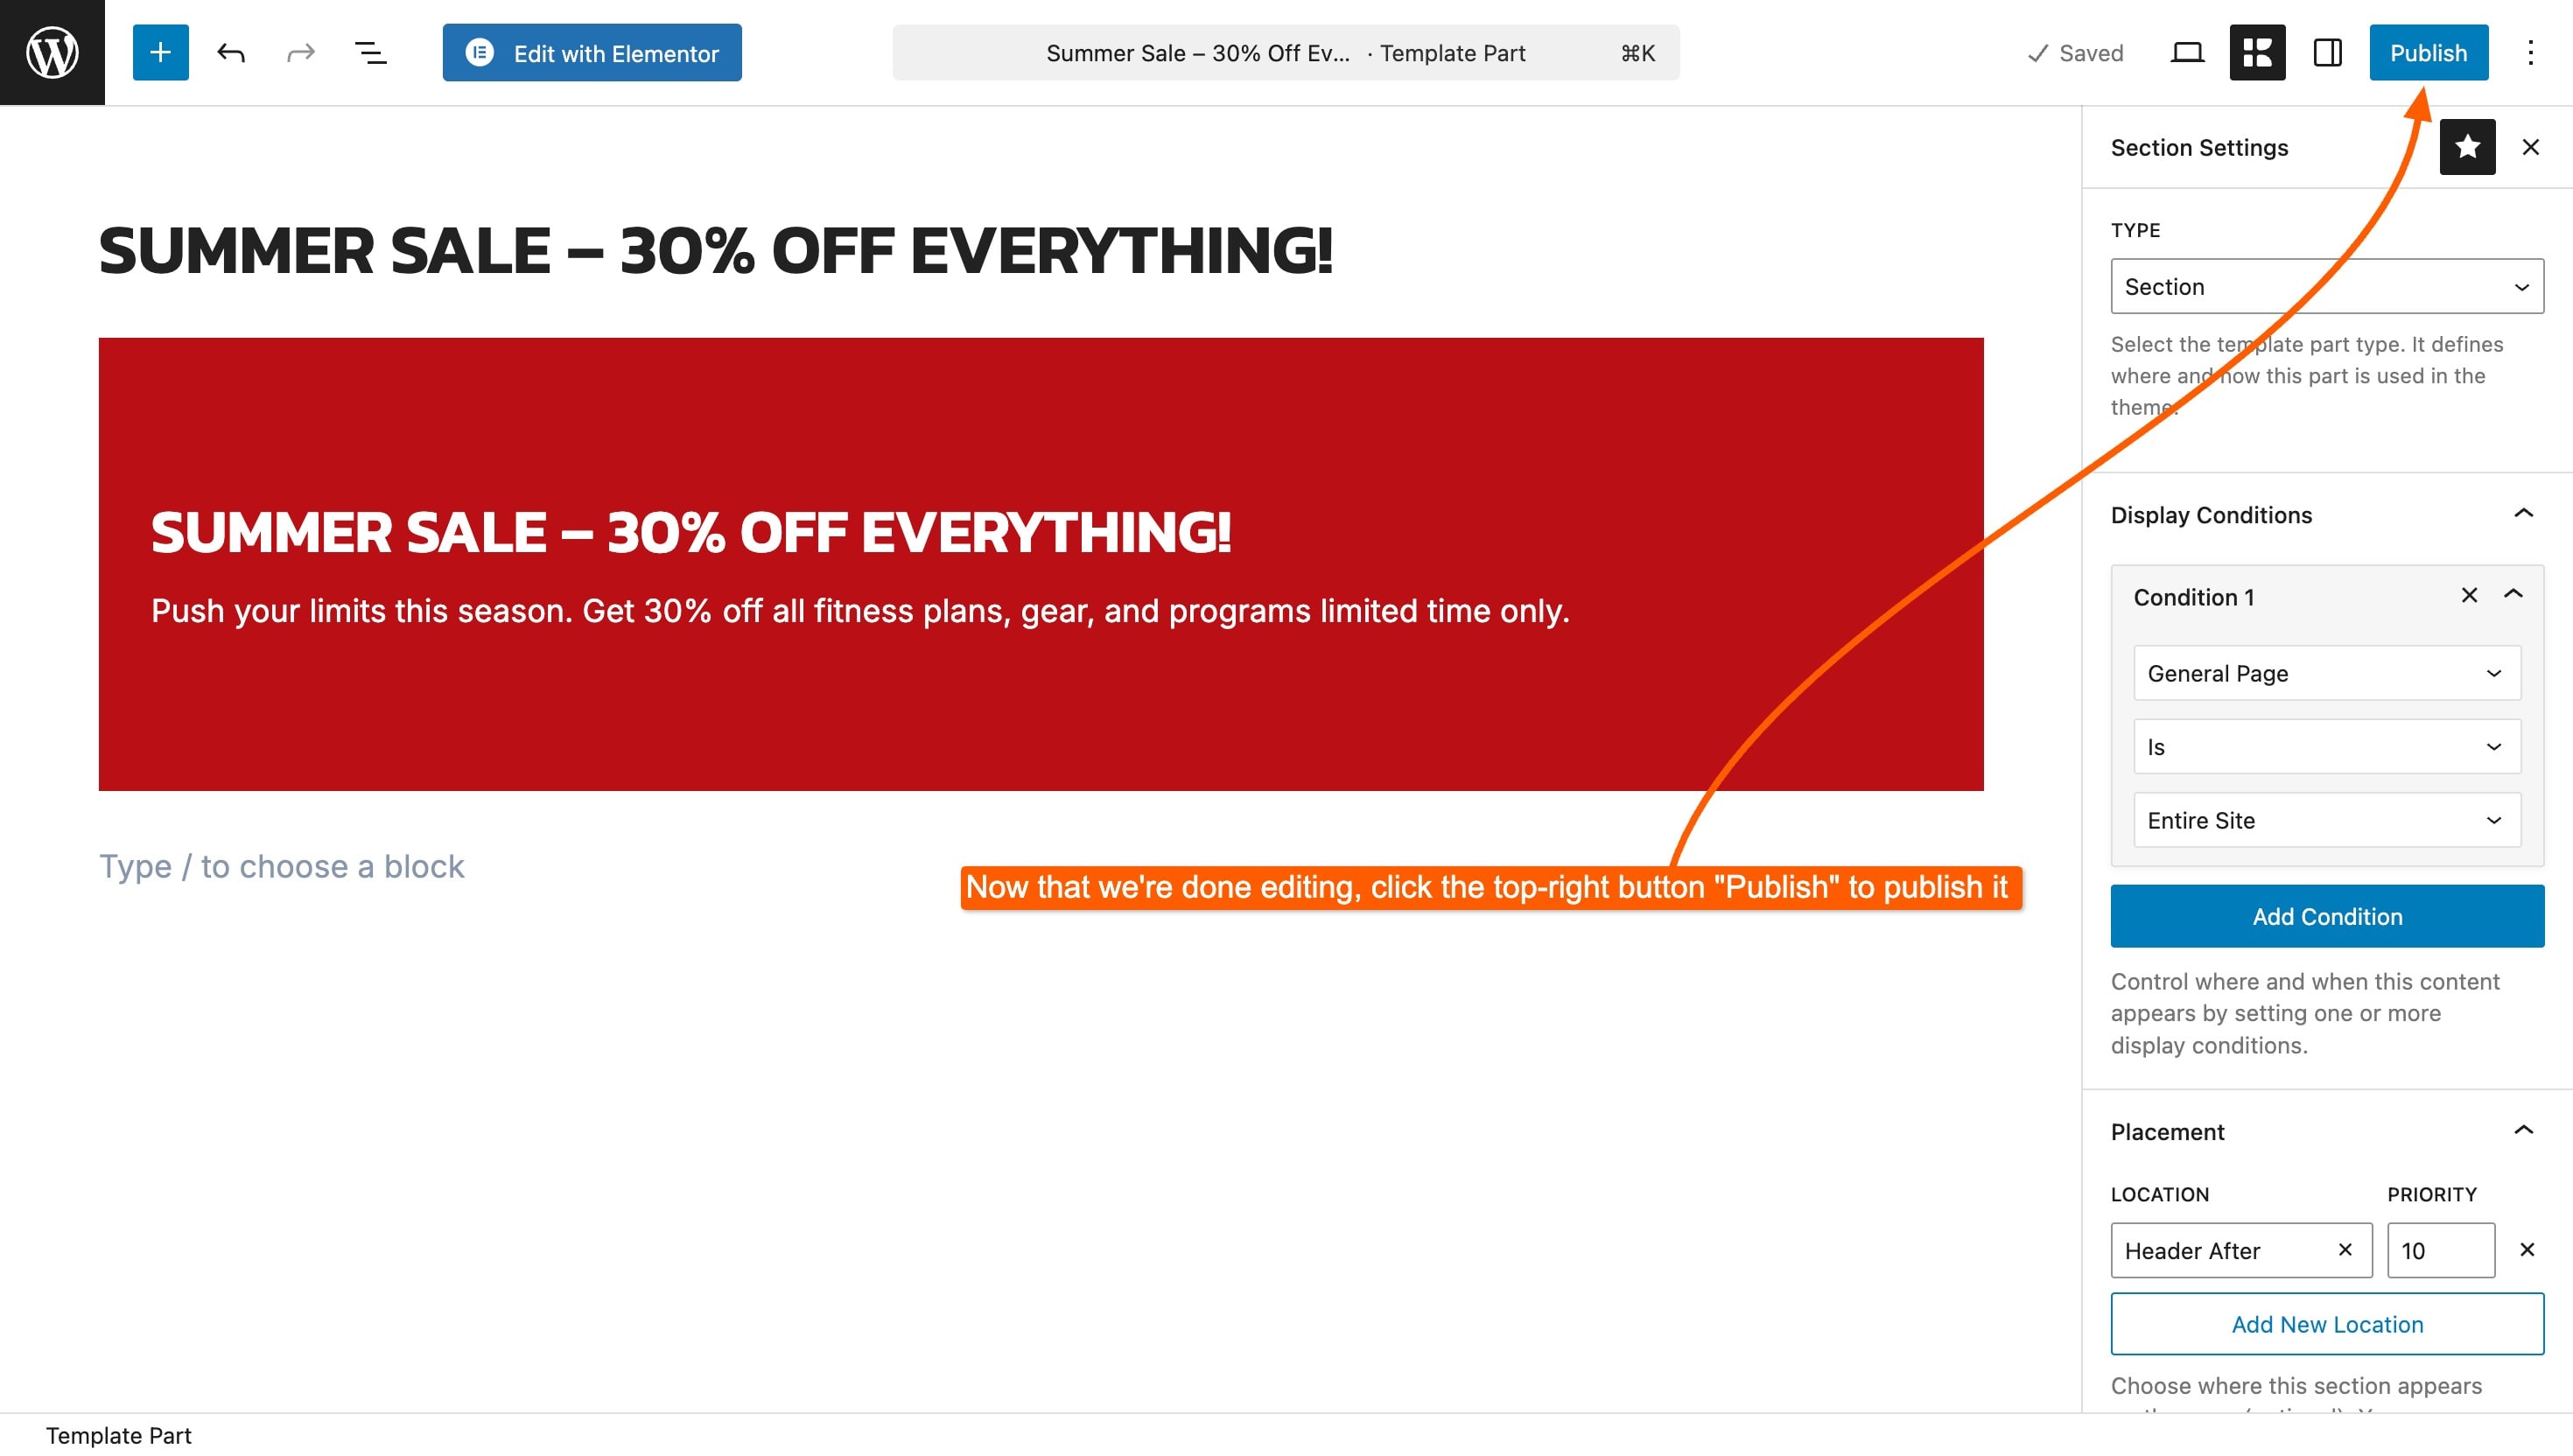 Edit with Elementor
Summer Sale – 30% Off Ev... · Template Part ⌘K
Saved
Publish
Section Settings
SUMMER SALE – 30% OFF EVERYTHING!
SUMMER SALE – 30% OFF EVERYTHING!
Push your limits this season. Get 30% off all fitness plans, gear, and programs limited time only.
Type / to choose a block
Now that we're done editing, click the top-right button "Publish" to publish it
TYPE
Section
Select the template part type. It defines
where and how this part is used in the
theme.
Display Conditions
Condition 1
General Page
Is
Entire Site
Add Condition
Control where and when this content
appears by setting one or more
display conditions.
Placement
LOCATION PRIORITY
Header After 10
Add New Location
Choose where this section appears
Template Part